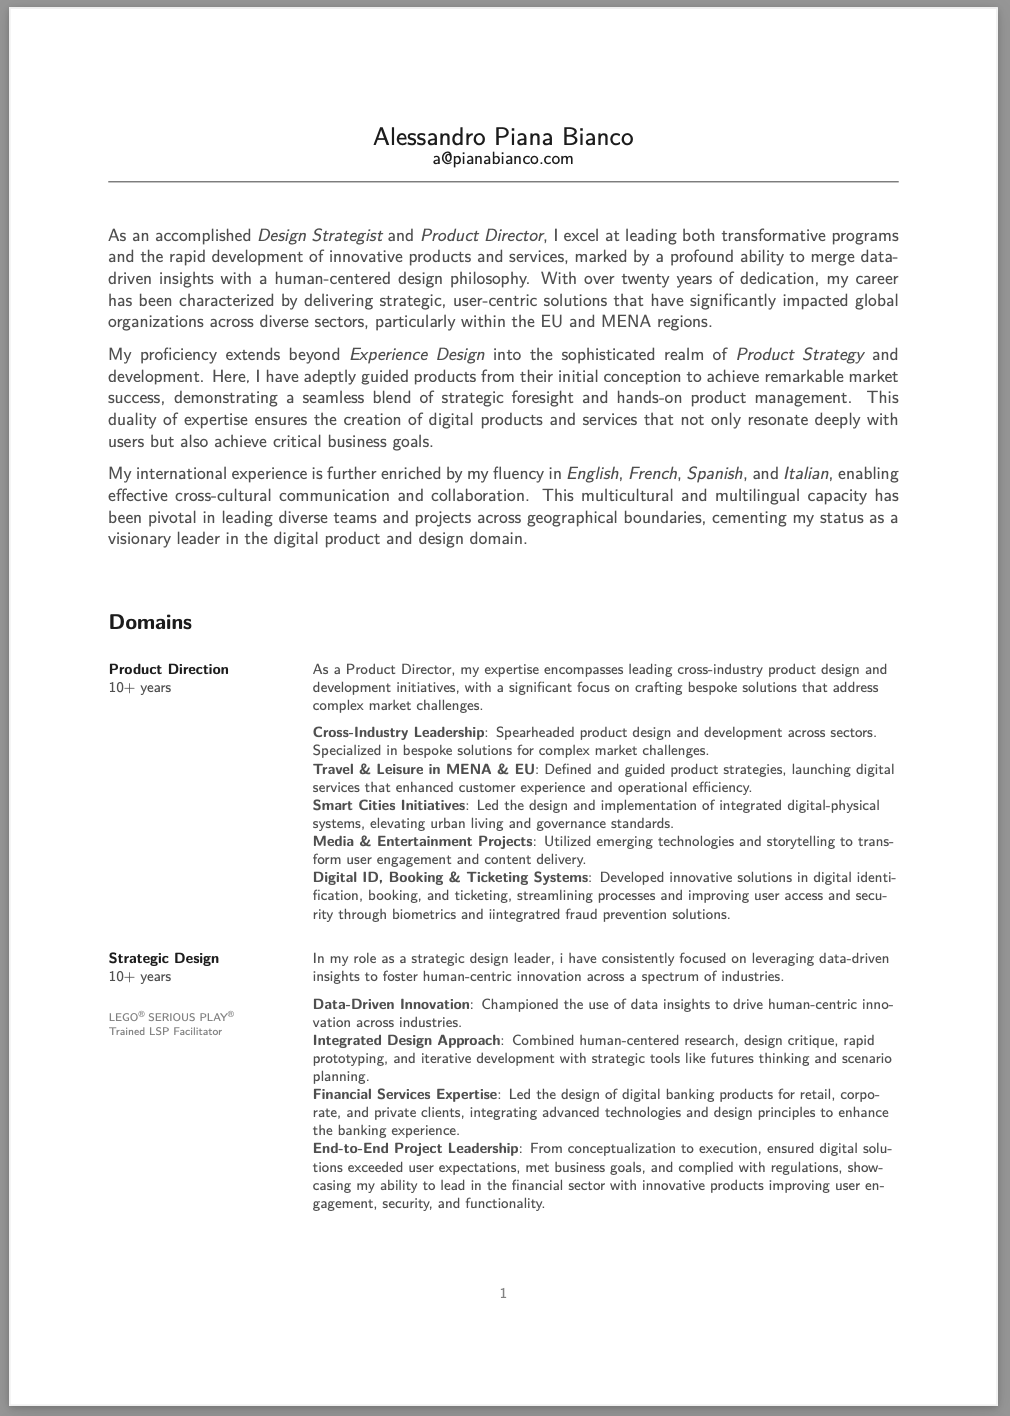 Alessandro Piana Bianco
a@pianabianco.com
As an accomplished Design Strategist and Product Director, I excel at leading both transformative programs
and the rapid development of innovative products and services, marked by a profound ability to merge data-
driven insights with a human-centered design philosophy. With over twenty years of dedication, my career
has been characterized by delivering strategic, user-centric solutions that have significantly impacted global
organizations across diverse sectors, particularly within the EU and MENA regions.
My proficiency extends beyond Experience Design into the sophisticated realm of Product Strategy and
development. Here, I have adeptly guided products from their initial conception to achieve remarkable market
success, demonstrating a seamless blend of strategic foresight and hands-on product management. This
duality of expertise ensures the creation of digital products and services that not only resonate deeply with
users but also achieve critical business goals.
My international experience is further enriched by my fluency in English, French, Spanish, and Italian, enabling
effective cross-cultural communication and collaboration. This multicultural and multilingual capacity has
been pivotal in leading diverse teams and projects across geographical boundaries, cementing my status as a
visionary leader in the digital product and design domain.
Domains
Product Direction
10+ years
As a Product Director, my expertise encompasses leading cross-industry product design and
development initiatives, with a significant focus on crafting bespoke solutions that address
complex market challenges.
Cross-Industry Leadership: Spearheaded product design and development across sectors.
Specialized in bespoke solutions for complex market challenges.
Travel & Leisure in MENA & EU: Defined and guided product strategies, launching digital
services that enhanced customer experience and operational efficiency.
Smart Cities Initiatives: Led the design and implementation of integrated digital-physical
systems, elevating urban living and governance standards.
Media & Entertainment Projects: Utilized emerging technologies and storytelling to trans-
form user engagement and content delivery.
Digital ID, Booking & Ticketing Systems: Developed innovative solutions in digital identi-
fication, booking, and ticketing, streamlining processes and improving user access and secu-
rity through biometrics and iintegratred fraud prevention solutions.
Strategic Design
10+ years
LEGO® SERIOUS PLAY®
Trained LSP Facilitator
In my role as a strategic design leader, i have consistently focused on leveraging data-driven
insights to foster human-centric innovation across a spectrum of industries.
Data-Driven Innovation: Championed the use of data insights to drive human-centric inno-
vation across industries.
Integrated Design Approach: Combined human-centered research, design critique, rapid
prototyping, and iterative development with strategic tools like futures thinking and scenario
planning.
Financial Services Expertise: Led the design of digital banking products for retail, corpo-
rate, and private clients, integrating advanced technologies and design principles to enhance
the banking experience.
End-to-End Project Leadership: From conceptualization to execution, ensured digital solu-
tions exceeded user expectations, met business goals, and complied with regulations, show-
casing my ability to lead in the financial sector with innovative products improving user en-
gagement, security, and functionality.
1